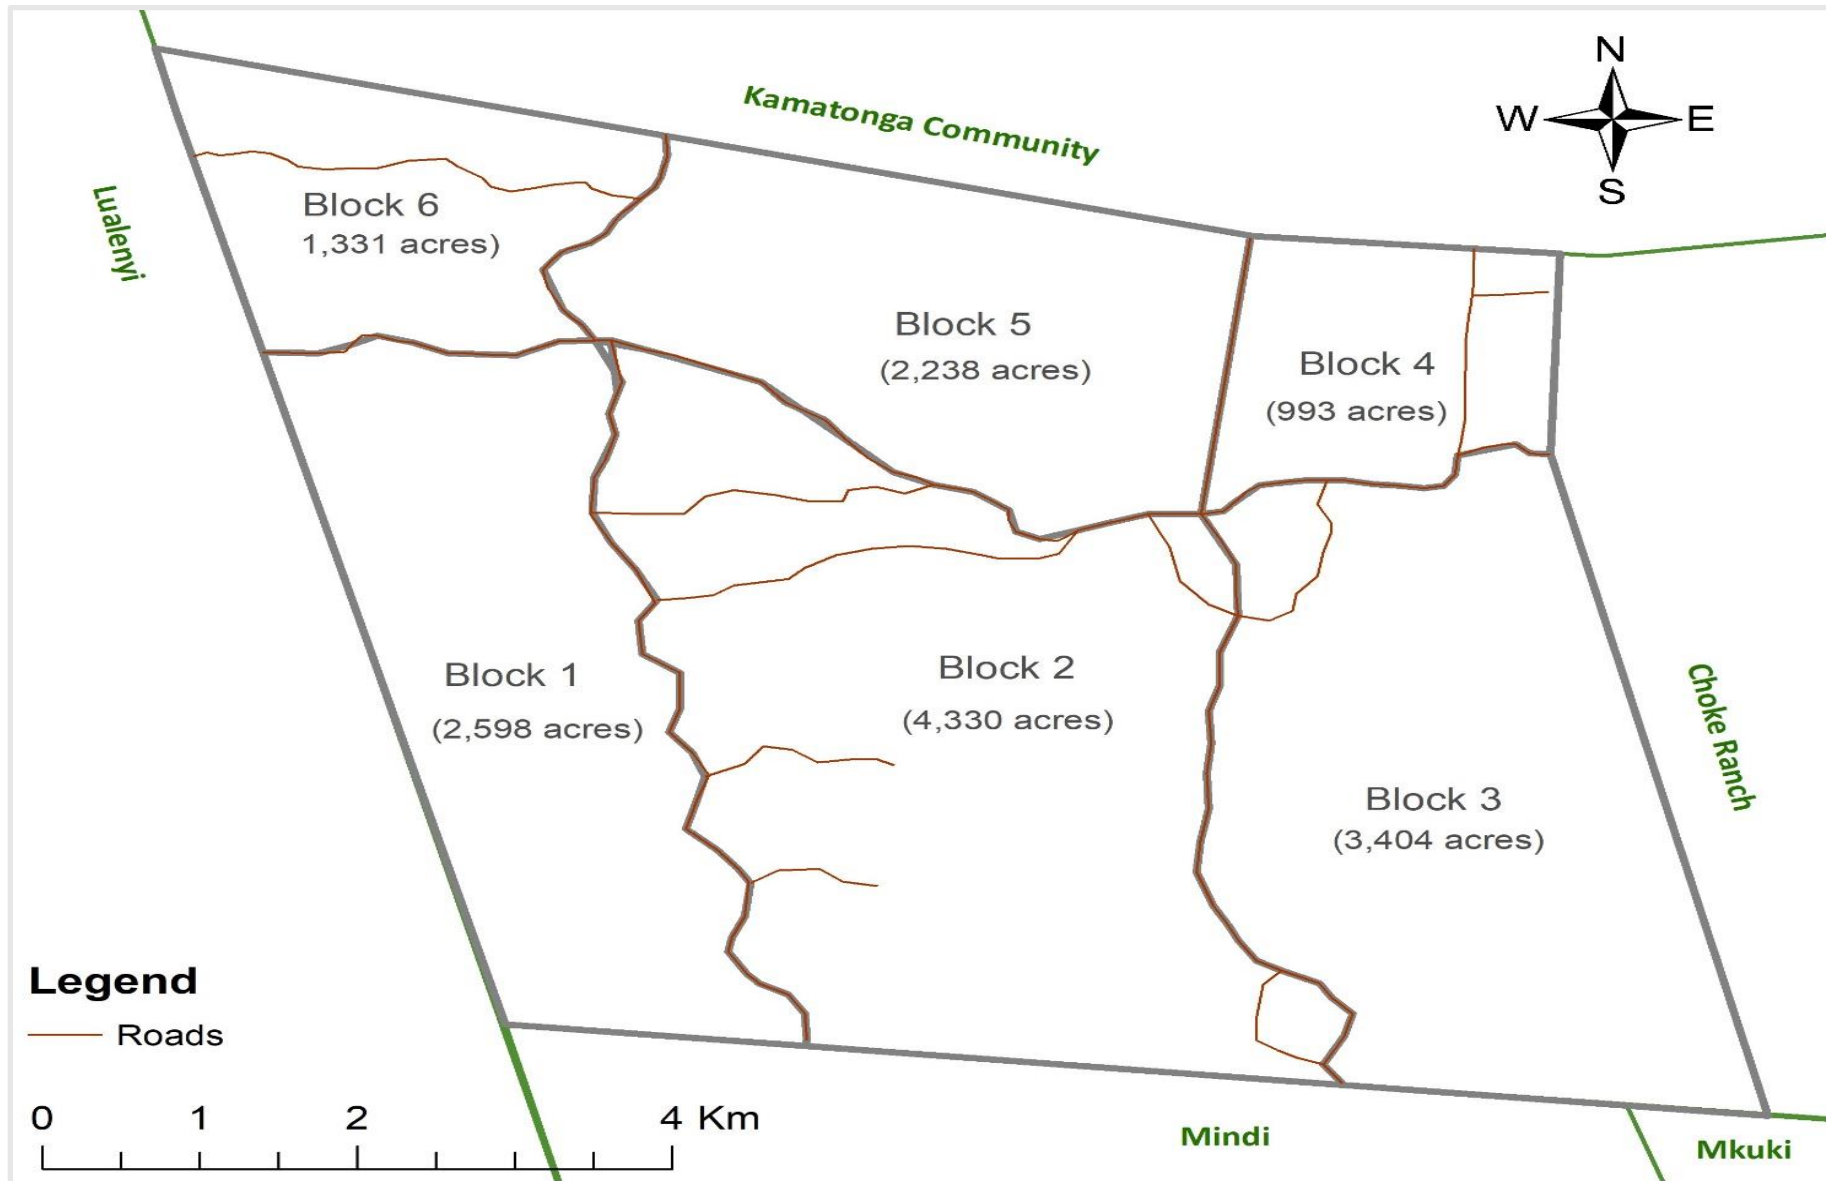 N
W E
S
Kamatonga Community
Lualenyi
Block 6
1,331 acres)
Block 5
(2,238 acres)
Block 4
(993 acres)
Block 1
(2,598 acres)
Block 2
(4,330 acres)
Block 3
(3,404 acres)
Choke Ranch
Legend
Roads
0 1 2 4 Km
Mindi
Mkuki